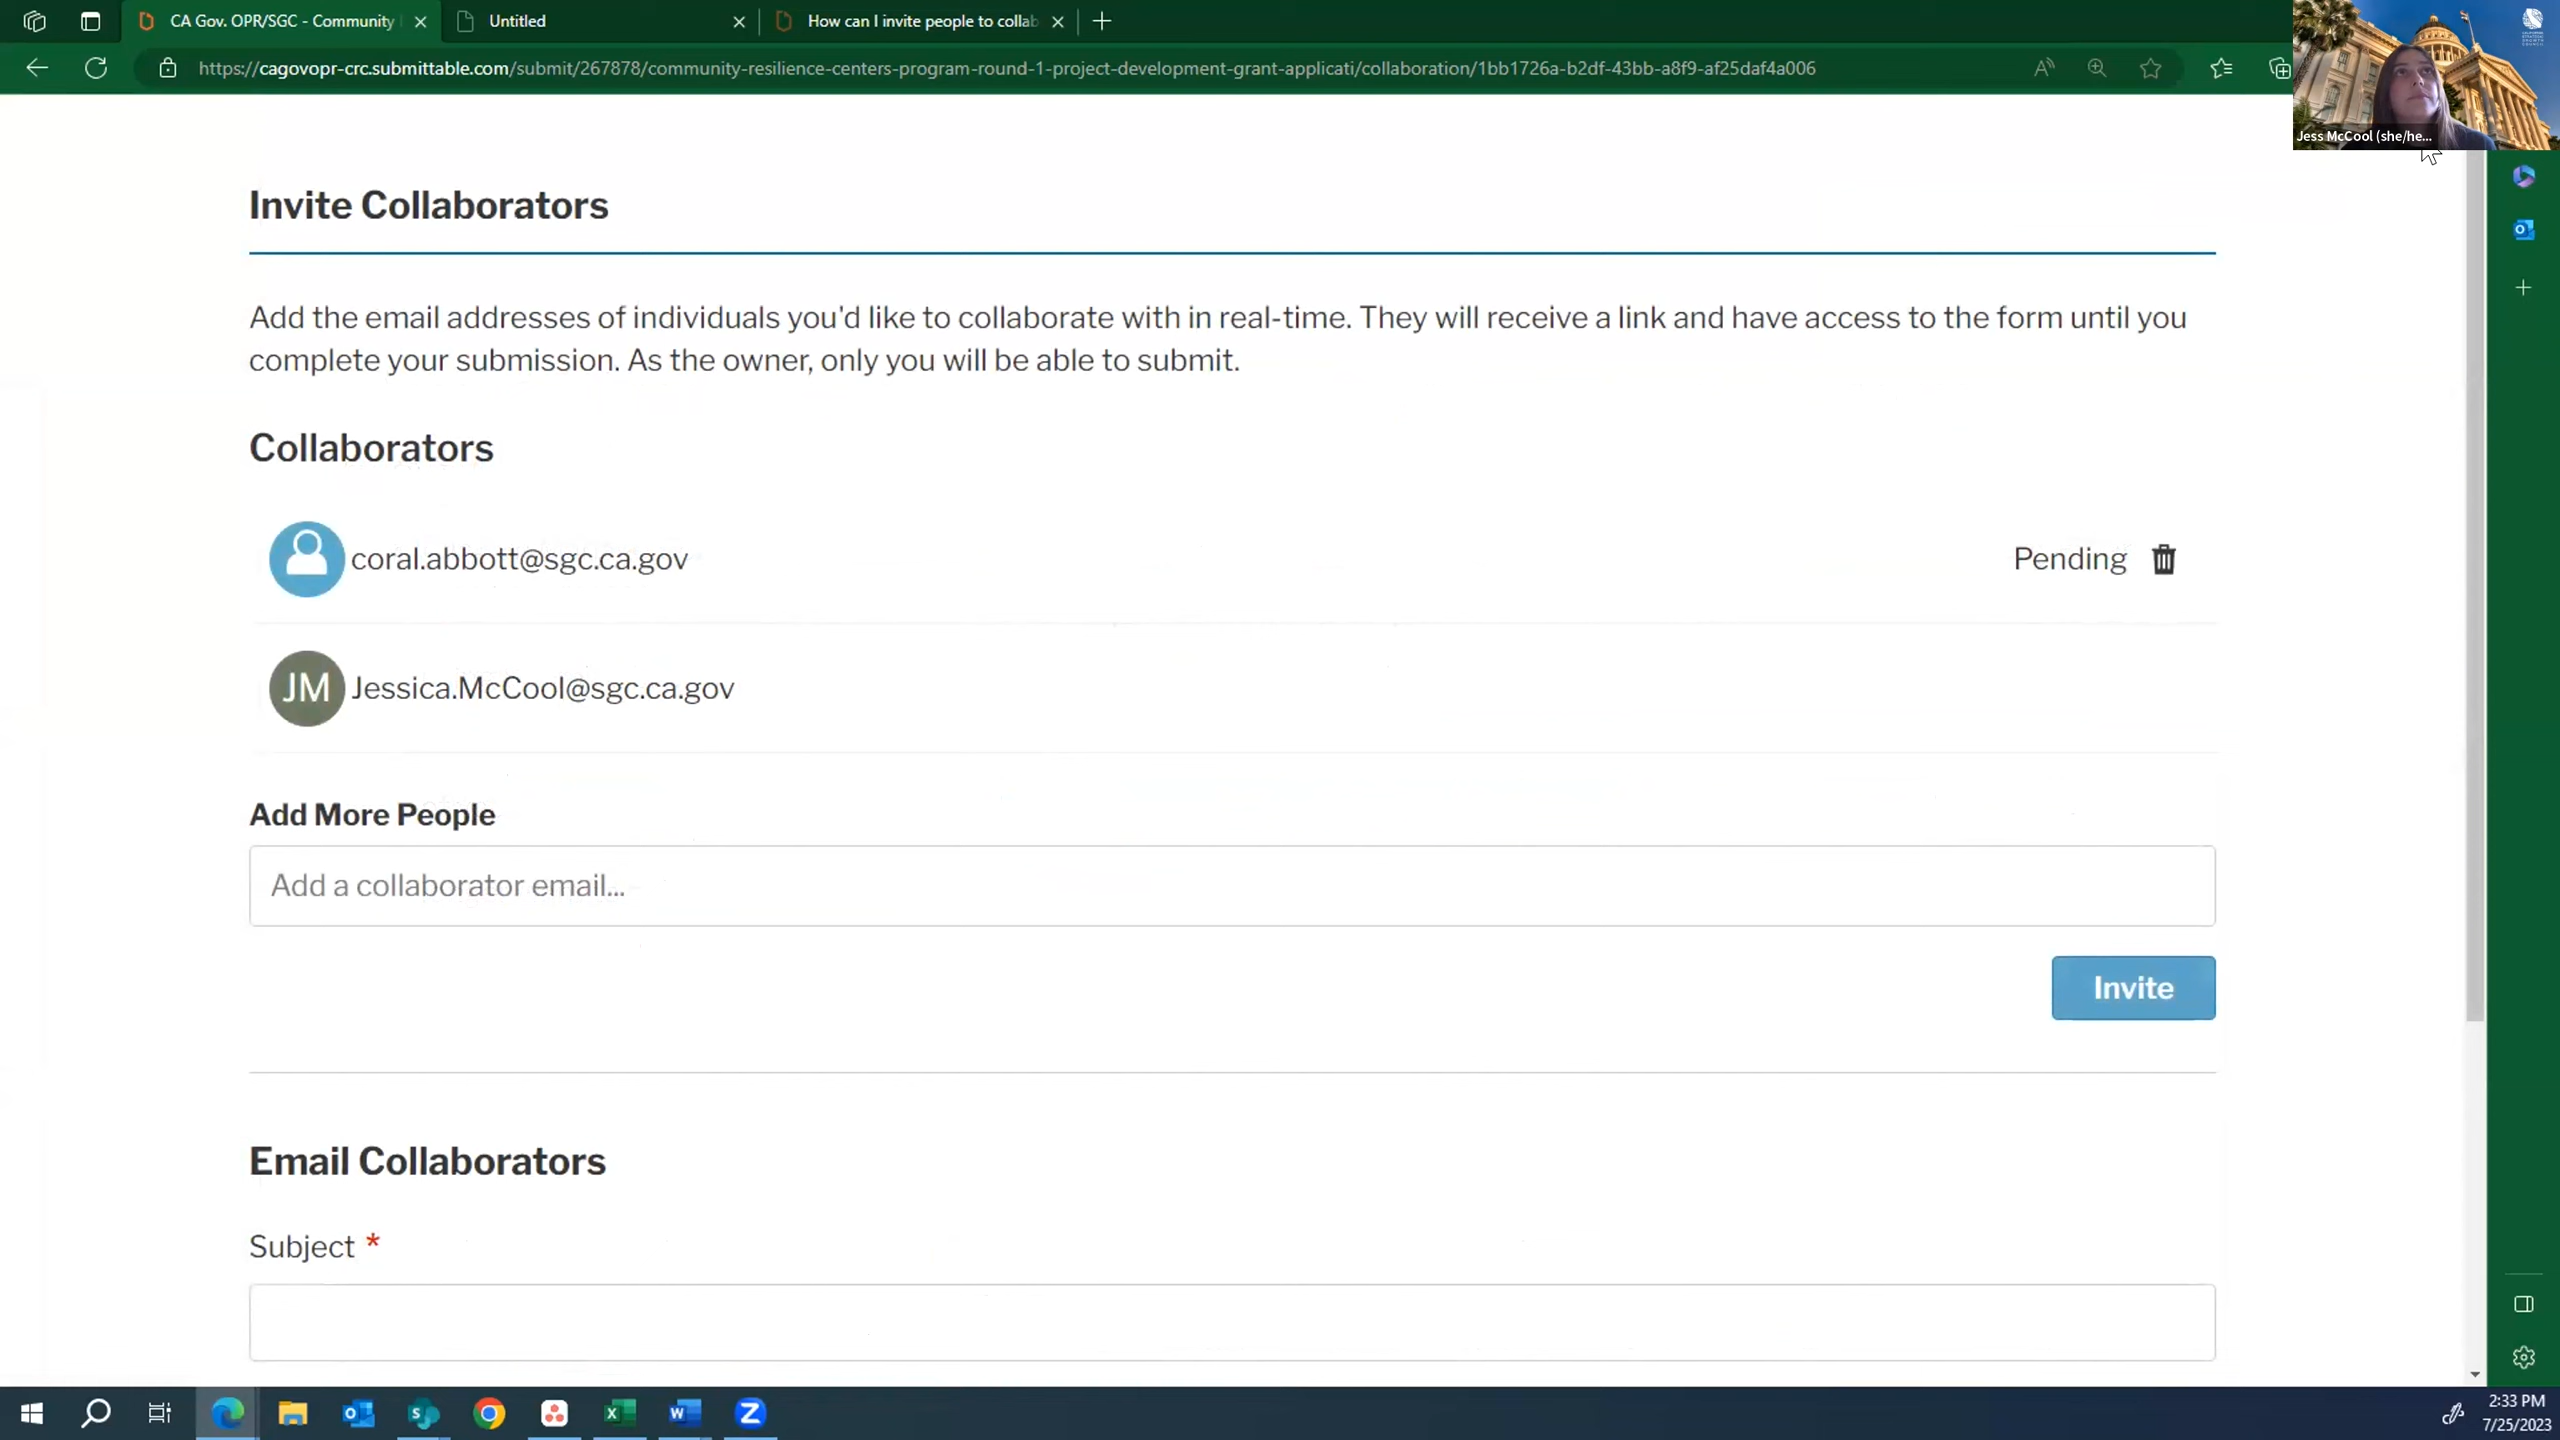 CA Gov. OPR/SGC - Community
Untitled
How can I invite people to collab
https://cagovopr-crc.submittable.com/submit/267878/community-resilience-centers-program-round-1-project-development-grant-applicati/collaboration/1bb1726a-b2df-43bb-a8f9-af25daf4a006
Jess McCool (she/he...
Invite Collaborators
Add the email addresses of individuals you'd like to collaborate with in real-time. They will receive a link and have access to the form until you
complete your submission. As the owner, only you will be able to submit.
Collaborators
coral.abbott@sgc.ca.gov
Pending
JM
Jessica.McCool@sgc.ca.gov
Add More People
Add a collaborator email...
Invite
Email Collaborators
Subject *
2:33 PM
7/25/2023